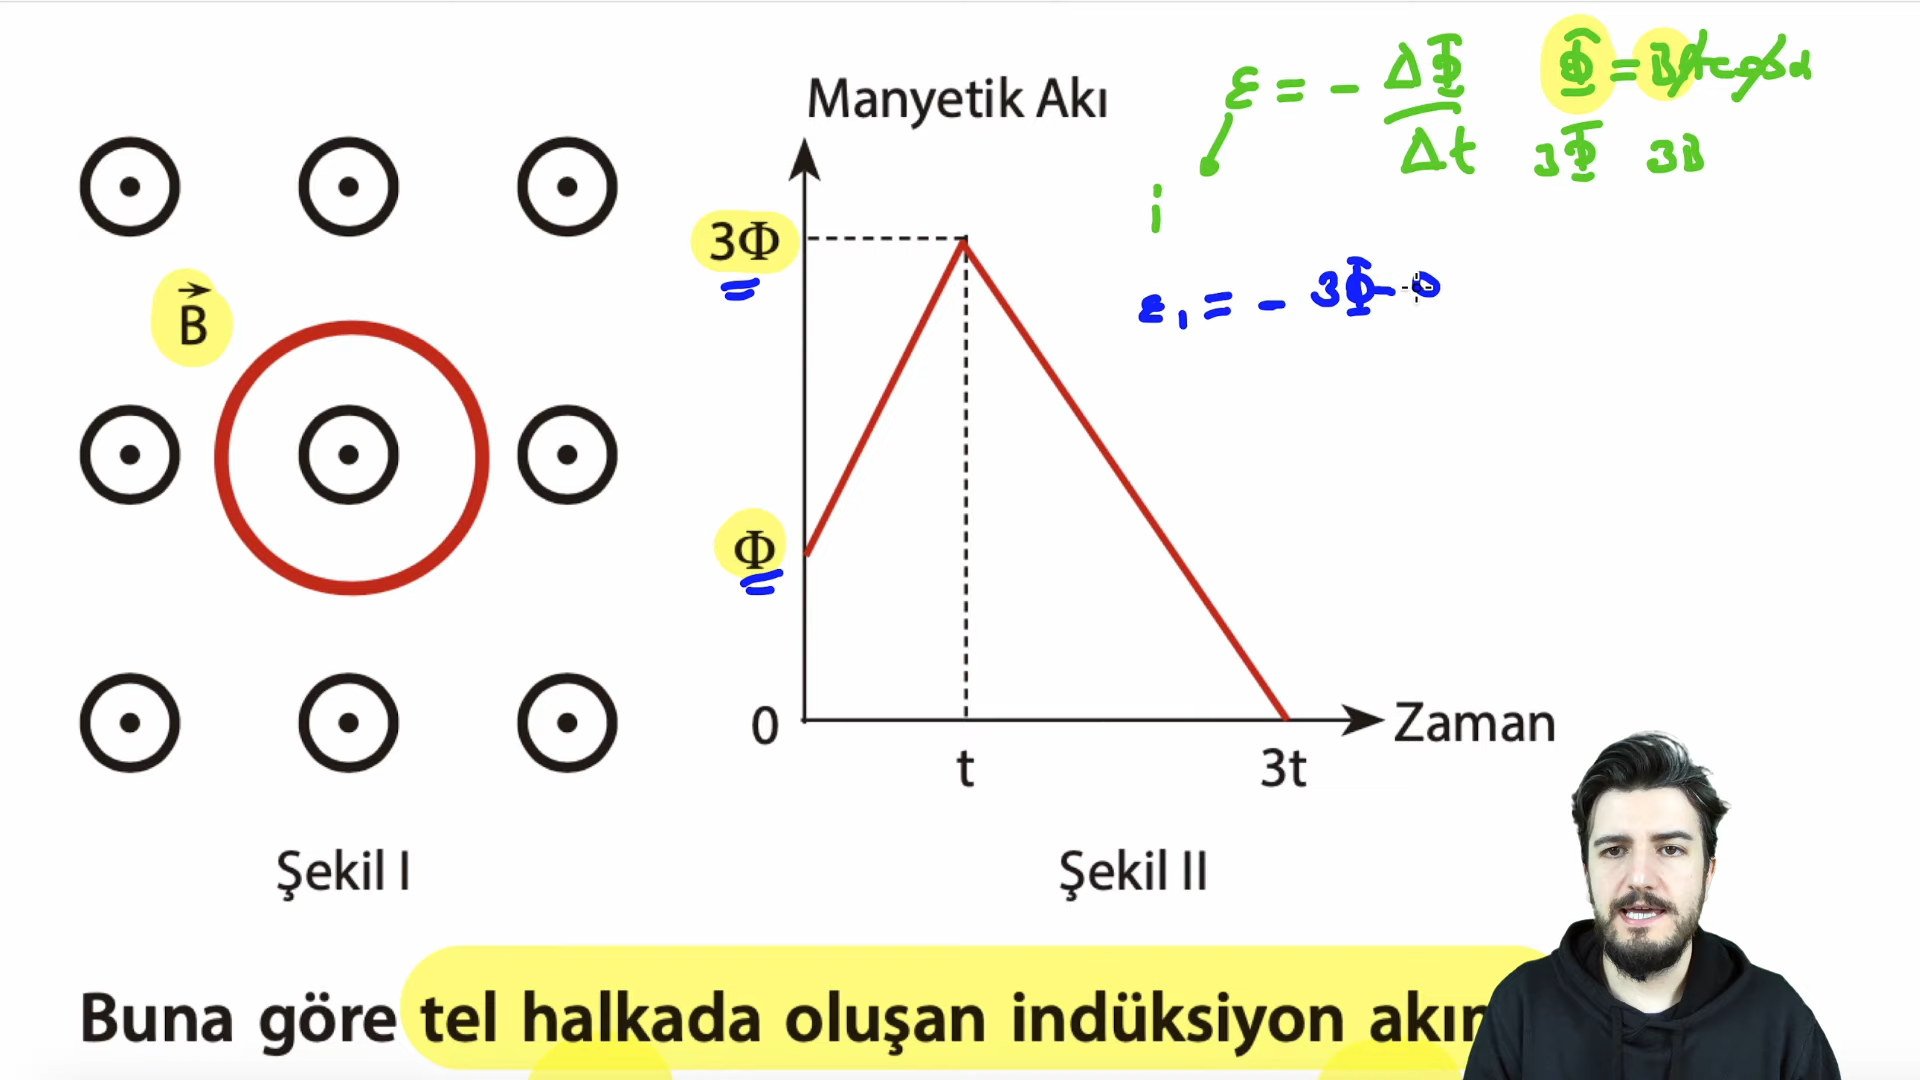 Manyetik Akı
ε = - ΔΦ / Δt
Φ = BAcosα
3Φ 3B
i
3Φ
B
ε₁ = - 3Φ -
Φ
0
t
3t
Zaman
Şekil I
Şekil II
Buna göre tel halkada oluşan indüksiyon